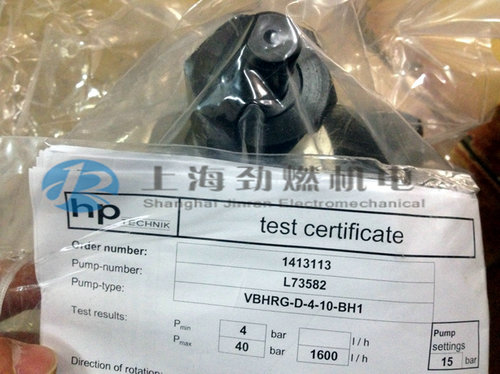 上海劲燃机电
Shanghai Jinran Electromechanical
hp
TECHNIK
test certificate
Order number: 1413113
Pump-number: L73582
Pump-type: VBHRG-D-4-10-BH1
Test results: Pmin 4 bar l/h
Pmax 40 bar 1600 l/h
Pump
settings
15 bar
Direction of rotation: